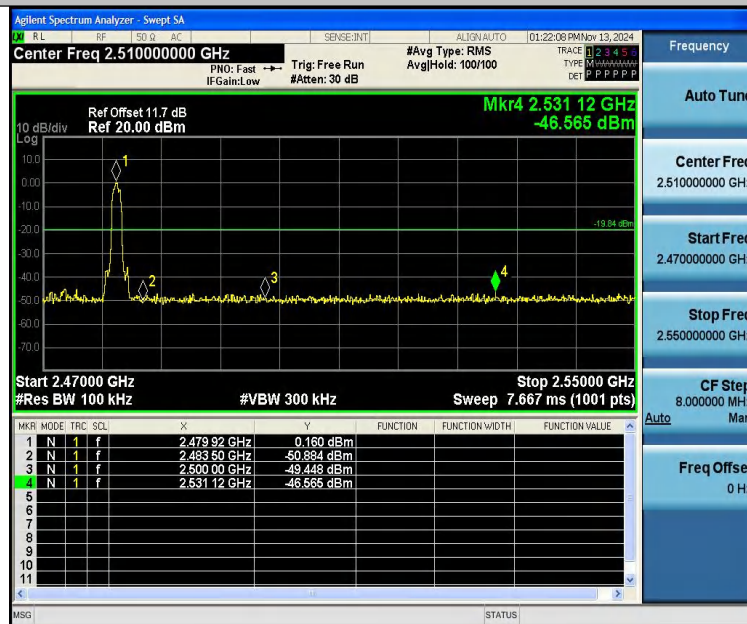 Agilent Spectrum Analyzer - Swept SA
LXI RL RF 50 Ω AC SENSE:INT ALIGNAUTO 01:22:08 PM Nov 13, 2024
Center Freq 2.510000000 GHz #Avg Type: RMS TRACE 1 2 3 4 5 6
PNO: Fast Trig: Free Run Avg|Hold: 100/100 TYPE M
IFGain:Low #Atten: 30 dB DET P P P P P P
Mkr4 2.531 12 GHz
-46.565 dBm
Ref Offset 11.7 dB
10 dB/div Ref 20.00 dBm
Log
10.0
0.00
-10.0
-20.0
-30.0
-40.0
-50.0
-60.0
-70.0
1
2
3
4
-19.84 dBm
Start 2.47000 GHz Stop 2.55000 GHz
#Res BW 100 kHz #VBW 300 kHz Sweep 7.667 ms (1001 pts)
MKR MODE TRC SCL X Y FUNCTION FUNCTION WIDTH FUNCTION VALUE
1 N 1 f 2.479 92 GHz 0.160 dBm
2 N 1 f 2.483 50 GHz -50.884 dBm
3 N 1 f 2.500 00 GHz -49.448 dBm
4 N 1 f 2.531 12 GHz -46.565 dBm
5
6
7
8
9
10
11
MSG STATUS
Frequency
Auto Tune
Center Freq
2.510000000 GHz
Start Freq
2.470000000 GHz
Stop Freq
2.550000000 GHz
CF Step
8.000000 MHz
Auto Man
Freq Offset
0 Hz